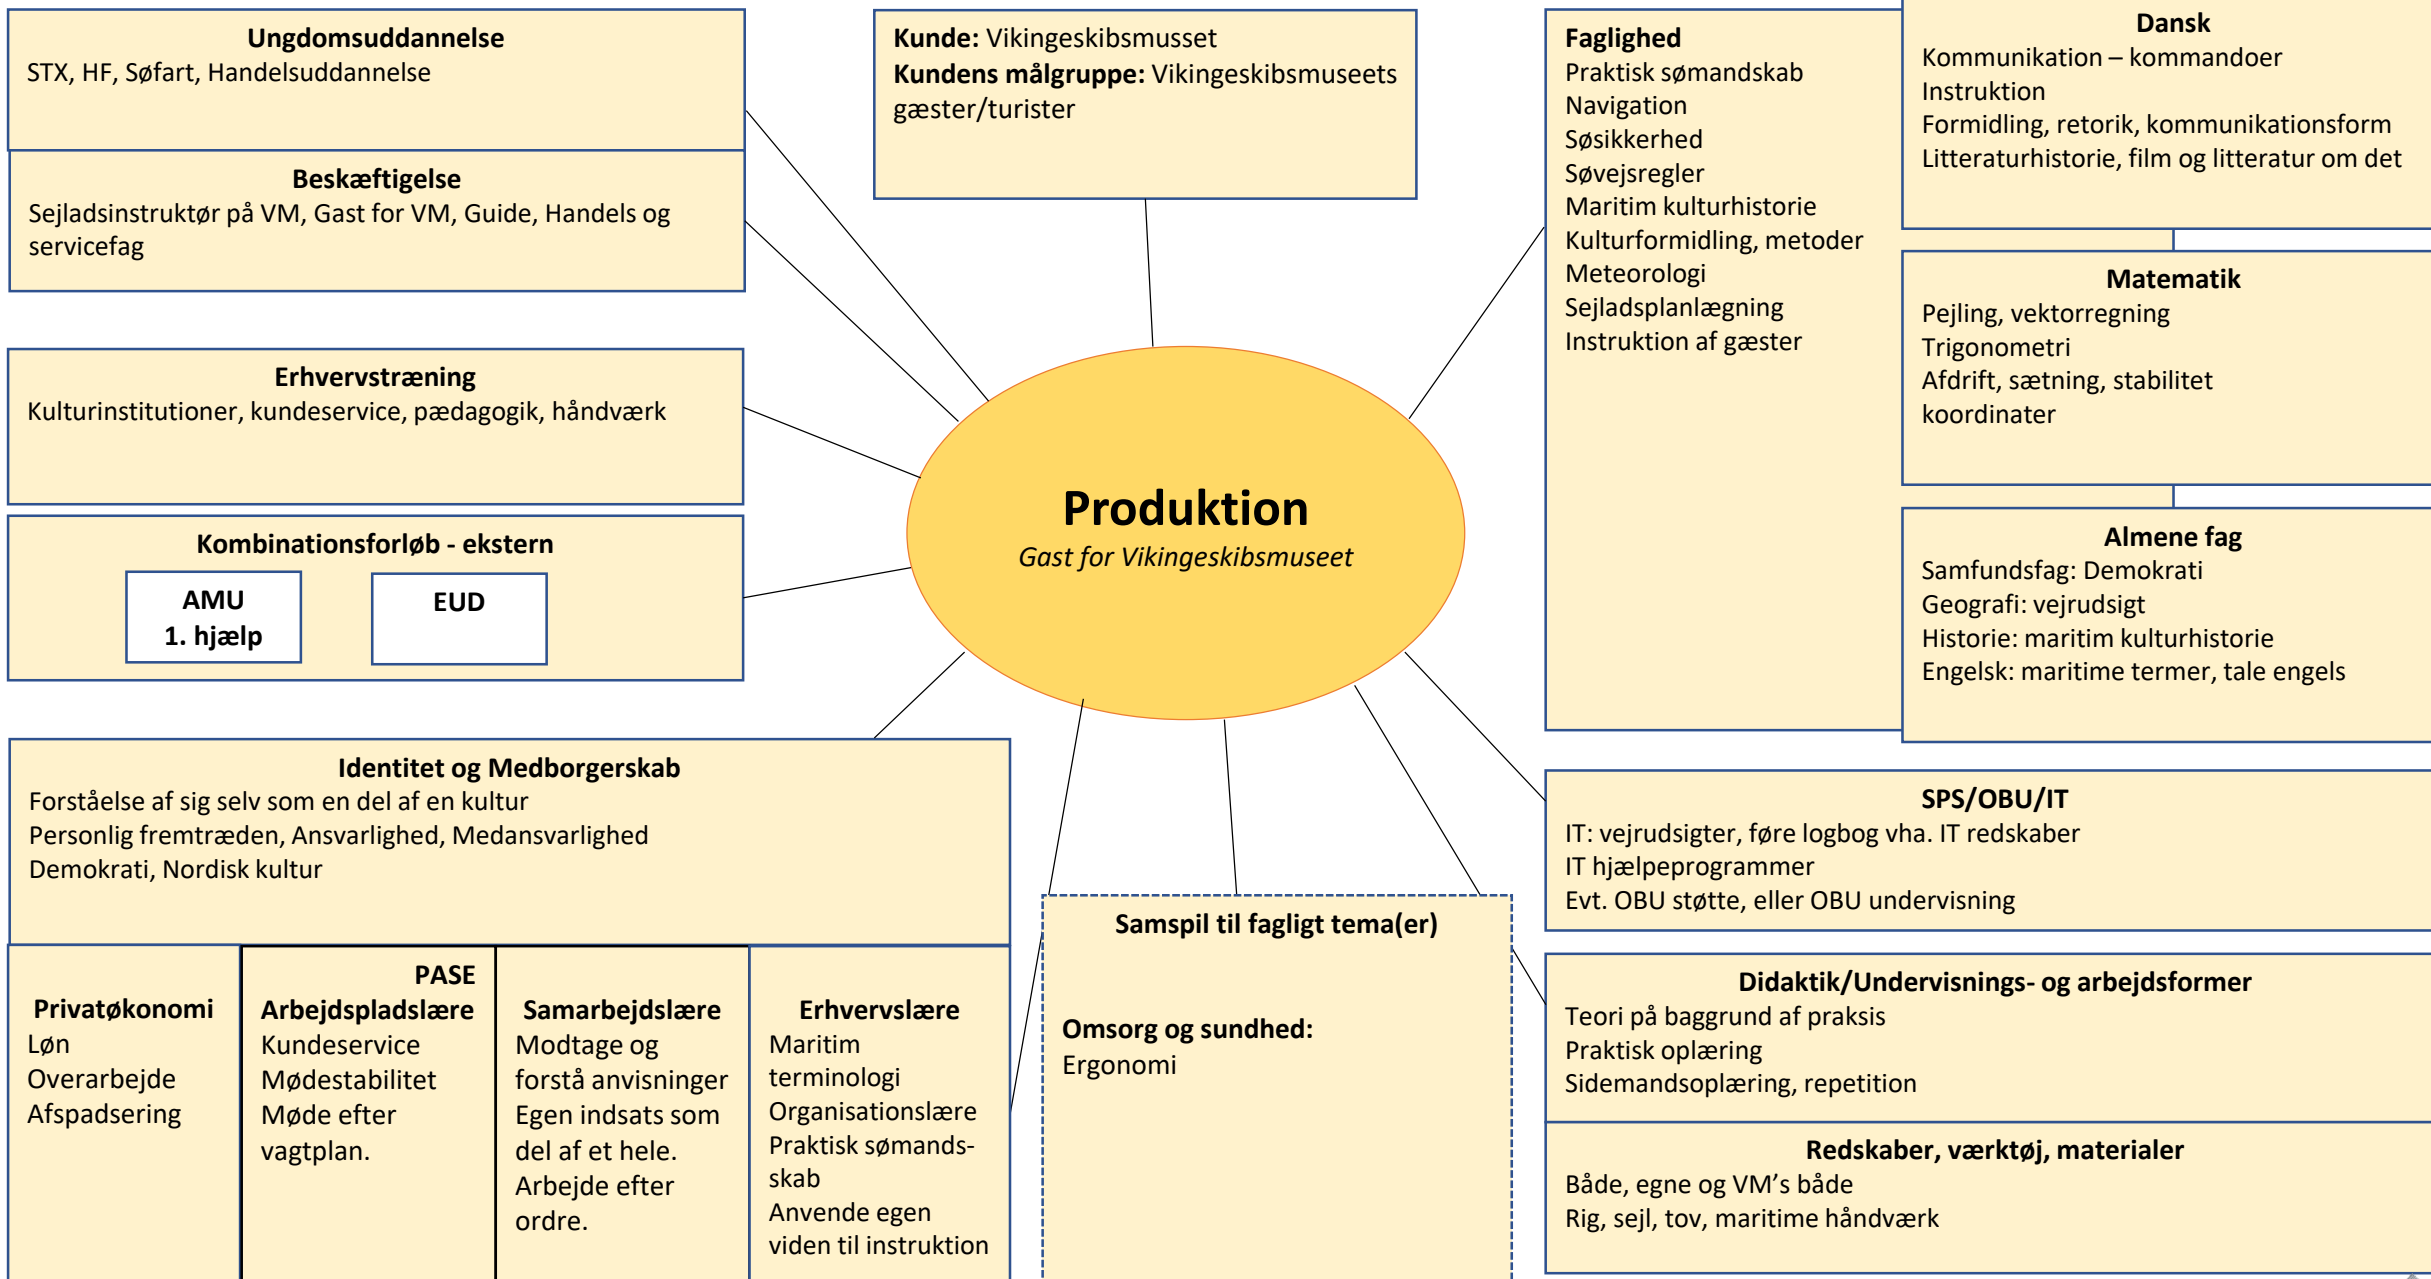 Ungdomsuddannelse
STX, HF, Søfart, Handelsuddannelse
Beskæftigelse
Sejladsinstruktør på VM, Gast for VM, Guide, Handels og
servicefag
Erhvervstræning
Kulturinstitutioner, kundeservice, pædagogik, håndværk
Kombinationsforløb - ekstern
AMU
1. hjælp
EUD
Kunde: Vikingeskibsmusset
Kundens målgruppe: Vikingeskibsmuseets
gæster/turister
Produktion
Gast for Vikingeskibsmuseet
Faglighed
Praktisk sømandskab
Navigation
Søsikkerhed
Søvejsregler
Maritim kulturhistorie
Kulturformidling, metoder
Meteorologi
Sejladsplanlægning
Instruktion af gæster
Dansk
Kommunikation – kommandoer
Instruktion
Formidling, retorik, kommunikationsform
Litteraturhistorie, film og litteratur om det
Matematik
Pejling, vektorregning
Trigonometri
Afdrift, sætning, stabilitet
koordinater
Almene fag
Samfundsfag: Demokrati
Geografi: vejrudsigt
Historie: maritim kulturhistorie
Engelsk: maritime termer, tale engels
Identitet og Medborgerskab
Forståelse af sig selv som en del af en kultur
Personlig fremtræden, Ansvarlighed, Medansvarlighed
Demokrati, Nordisk kultur
PASE
Privatøkonomi
Løn
Overarbejde
Afspadsering
Arbejdspladslære
Kundeservice
Mødestabilitet
Møde efter
vagtplan.
Samarbejdslære
Modtage og
forstå anvisninger
Egen indsats som
del af et hele.
Arbejde efter
ordre.
Erhvervslære
Maritim
terminologi
Organisationslære
Praktisk sømands-
skab
Anvende egen
viden til instruktion
Samspil til fagligt tema(er)
Omsorg og sundhed:
Ergonomi
SPS/OBU/IT
IT: vejrudsigter, føre logbog vha. IT redskaber
IT hjælpeprogrammer
Evt. OBU støtte, eller OBU undervisning
Didaktik/Undervisnings- og arbejdsformer
Teori på baggrund af praksis
Praktisk oplæring
Sidemandsoplæring, repetition
Redskaber, værktøj, materialer
Både, egne og VM’s både
Rig, sejl, tov, maritime håndværk